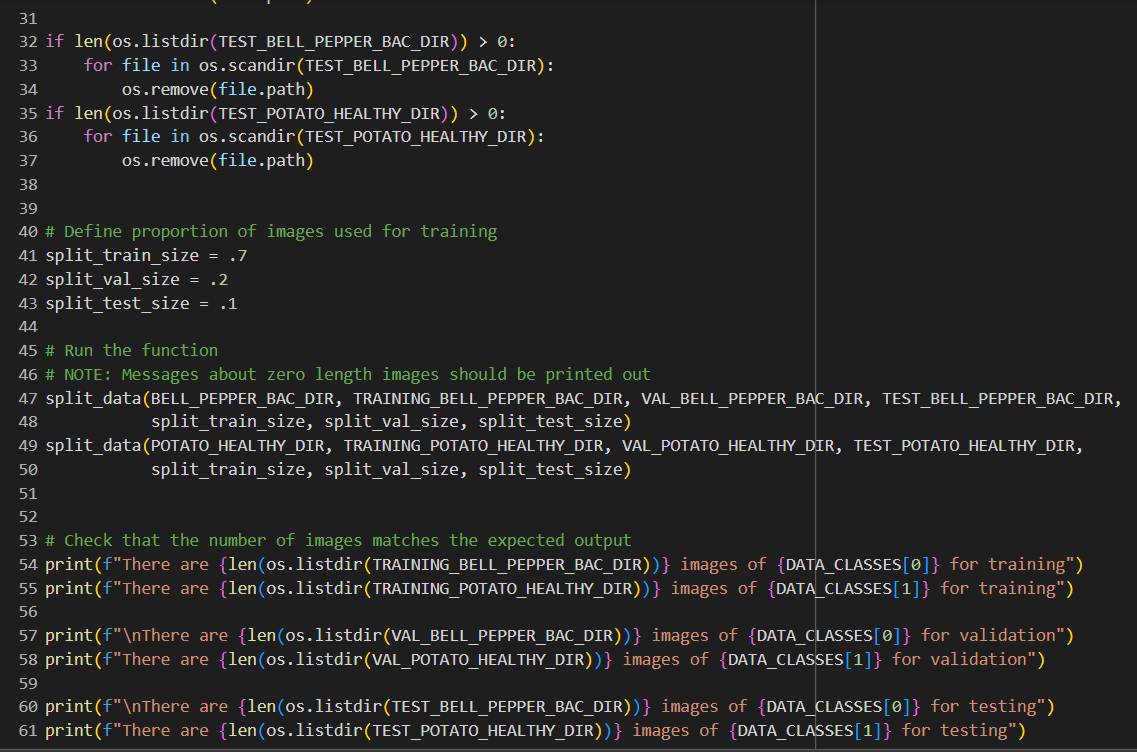 31
32 if len(os.listdir(TEST_BELL_PEPPER_BAC_DIR)) > 0:
33     for file in os.scandir(TEST_BELL_PEPPER_BAC_DIR):
34         os.remove(file.path)
35 if len(os.listdir(TEST_POTATO_HEALTHY_DIR)) > 0:
36     for file in os.scandir(TEST_POTATO_HEALTHY_DIR):
37         os.remove(file.path)
38
39
40 # Define proportion of images used for training
41 split_train_size = .7
42 split_val_size = .2
43 split_test_size = .1
44
45 # Run the function
46 # NOTE: Messages about zero length images should be printed out
47 split_data(BELL_PEPPER_BAC_DIR, TRAINING_BELL_PEPPER_BAC_DIR, VAL_BELL_PEPPER_BAC_DIR, TEST_BELL_PEPPER_BAC_DIR,
48            split_train_size, split_val_size, split_test_size)
49 split_data(POTATO_HEALTHY_DIR, TRAINING_POTATO_HEALTHY_DIR, VAL_POTATO_HEALTHY_DIR, TEST_POTATO_HEALTHY_DIR,
50            split_train_size, split_val_size, split_test_size)
51
52
53 # Check that the number of images matches the expected output
54 print(f"There are {len(os.listdir(TRAINING_BELL_PEPPER_BAC_DIR))} images of {DATA_CLASSES[0]} for training")
55 print(f"There are {len(os.listdir(TRAINING_POTATO_HEALTHY_DIR))} images of {DATA_CLASSES[1]} for training")
56
57 print(f"\nThere are {len(os.listdir(VAL_BELL_PEPPER_BAC_DIR))} images of {DATA_CLASSES[0]} for validation")
58 print(f"There are {len(os.listdir(VAL_POTATO_HEALTHY_DIR))} images of {DATA_CLASSES[1]} for validation")
59
60 print(f"\nThere are {len(os.listdir(TEST_BELL_PEPPER_BAC_DIR))} images of {DATA_CLASSES[0]} for testing")
61 print(f"There are {len(os.listdir(TEST_POTATO_HEALTHY_DIR))} images of {DATA_CLASSES[1]} for testing")